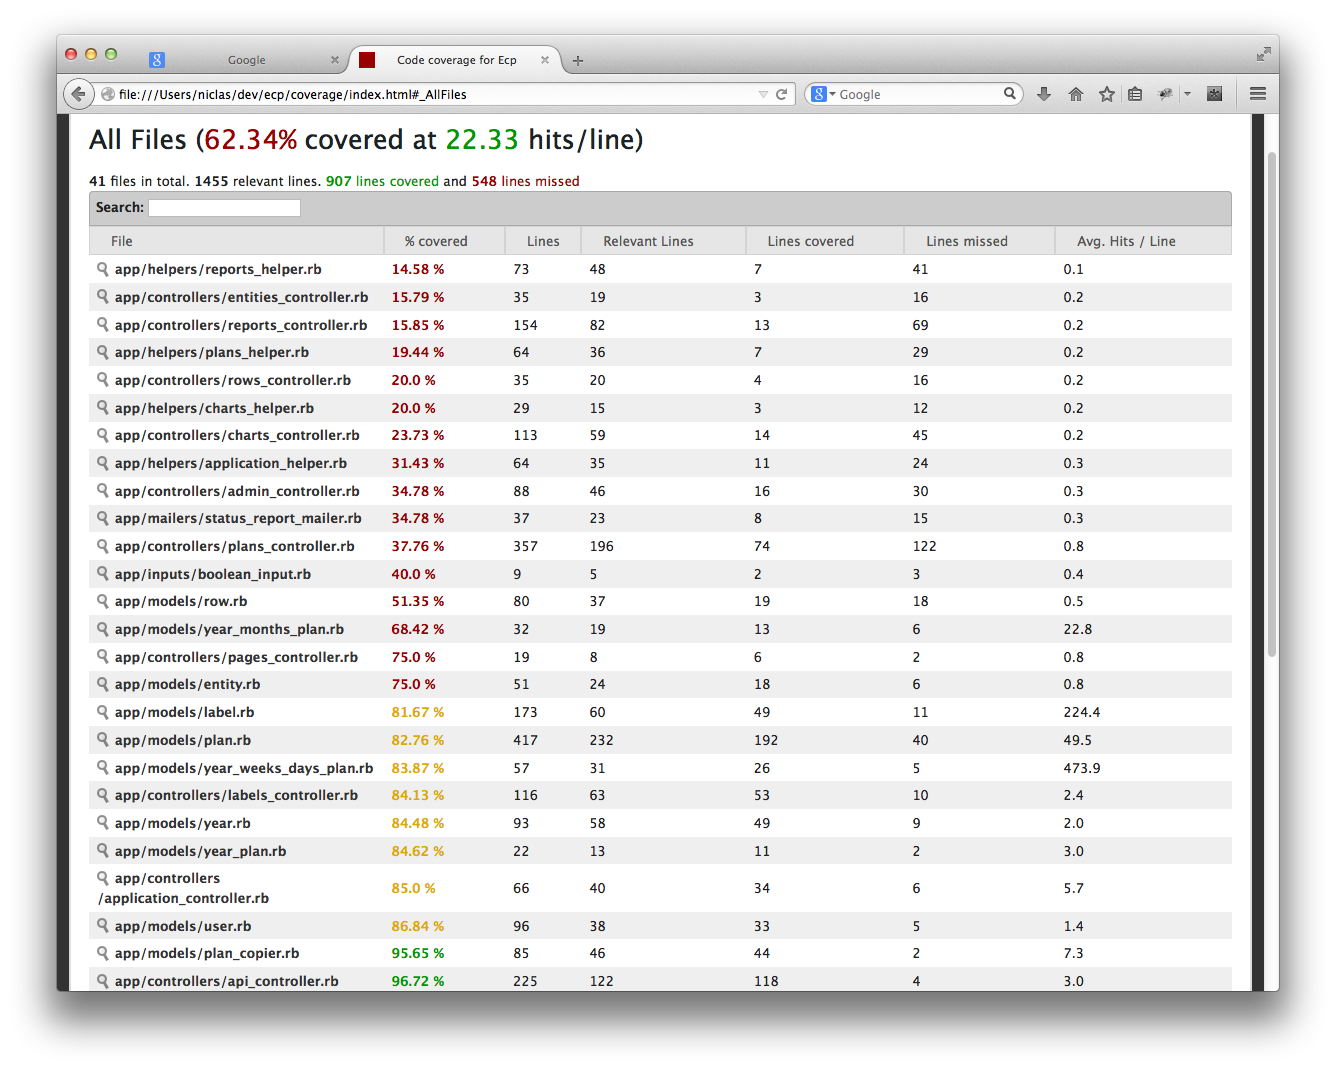 Google
Code coverage for Ecp
file:///Users/niclas/dev/ecp/coverage/index.html#_AllFiles
Google
All Files (62.34% covered at 22.33 hits/line)
41 files in total. 1455 relevant lines. 907 lines covered and 548 lines missed
Search:
File % covered Lines Relevant Lines Lines covered Lines missed Avg. Hits / Line
app/helpers/reports_helper.rb 14.58 % 73 48 7 41 0.1
app/controllers/entities_controller.rb 15.79 % 35 19 3 16 0.2
app/controllers/reports_controller.rb 15.85 % 154 82 13 69 0.2
app/helpers/plans_helper.rb 19.44 % 64 36 7 29 0.2
app/controllers/rows_controller.rb 20.0 % 35 20 4 16 0.2
app/helpers/charts_helper.rb 20.0 % 29 15 3 12 0.2
app/controllers/charts_controller.rb 23.73 % 113 59 14 45 0.2
app/helpers/application_helper.rb 31.43 % 64 35 11 24 0.3
app/controllers/admin_controller.rb 34.78 % 88 46 16 30 0.3
app/mailers/status_report_mailer.rb 34.78 % 37 23 8 15 0.3
app/controllers/plans_controller.rb 37.76 % 357 196 74 122 0.8
app/inputs/boolean_input.rb 40.0 % 9 5 2 3 0.4
app/models/row.rb 51.35 % 80 37 19 18 0.5
app/models/year_months_plan.rb 68.42 % 32 19 13 6 22.8
app/controllers/pages_controller.rb 75.0 % 19 8 6 2 0.8
app/models/entity.rb 75.0 % 51 24 18 6 0.8
app/models/label.rb 81.67 % 173 60 49 11 224.4
app/models/plan.rb 82.76 % 417 232 192 40 49.5
app/models/year_weeks_days_plan.rb 83.87 % 57 31 26 5 473.9
app/controllers/labels_controller.rb 84.13 % 116 63 53 10 2.4
app/models/year.rb 84.48 % 93 58 49 9 2.0
app/models/year_plan.rb 84.62 % 22 13 11 2 3.0
app/controllers
/application_controller.rb 85.0 % 66 40 34 6 5.7
app/models/user.rb 86.84 % 96 38 33 5 1.4
app/models/plan_copier.rb 95.65 % 85 46 44 2 7.3
app/controllers/api_controller.rb 96.72 % 225 122 118 4 3.0